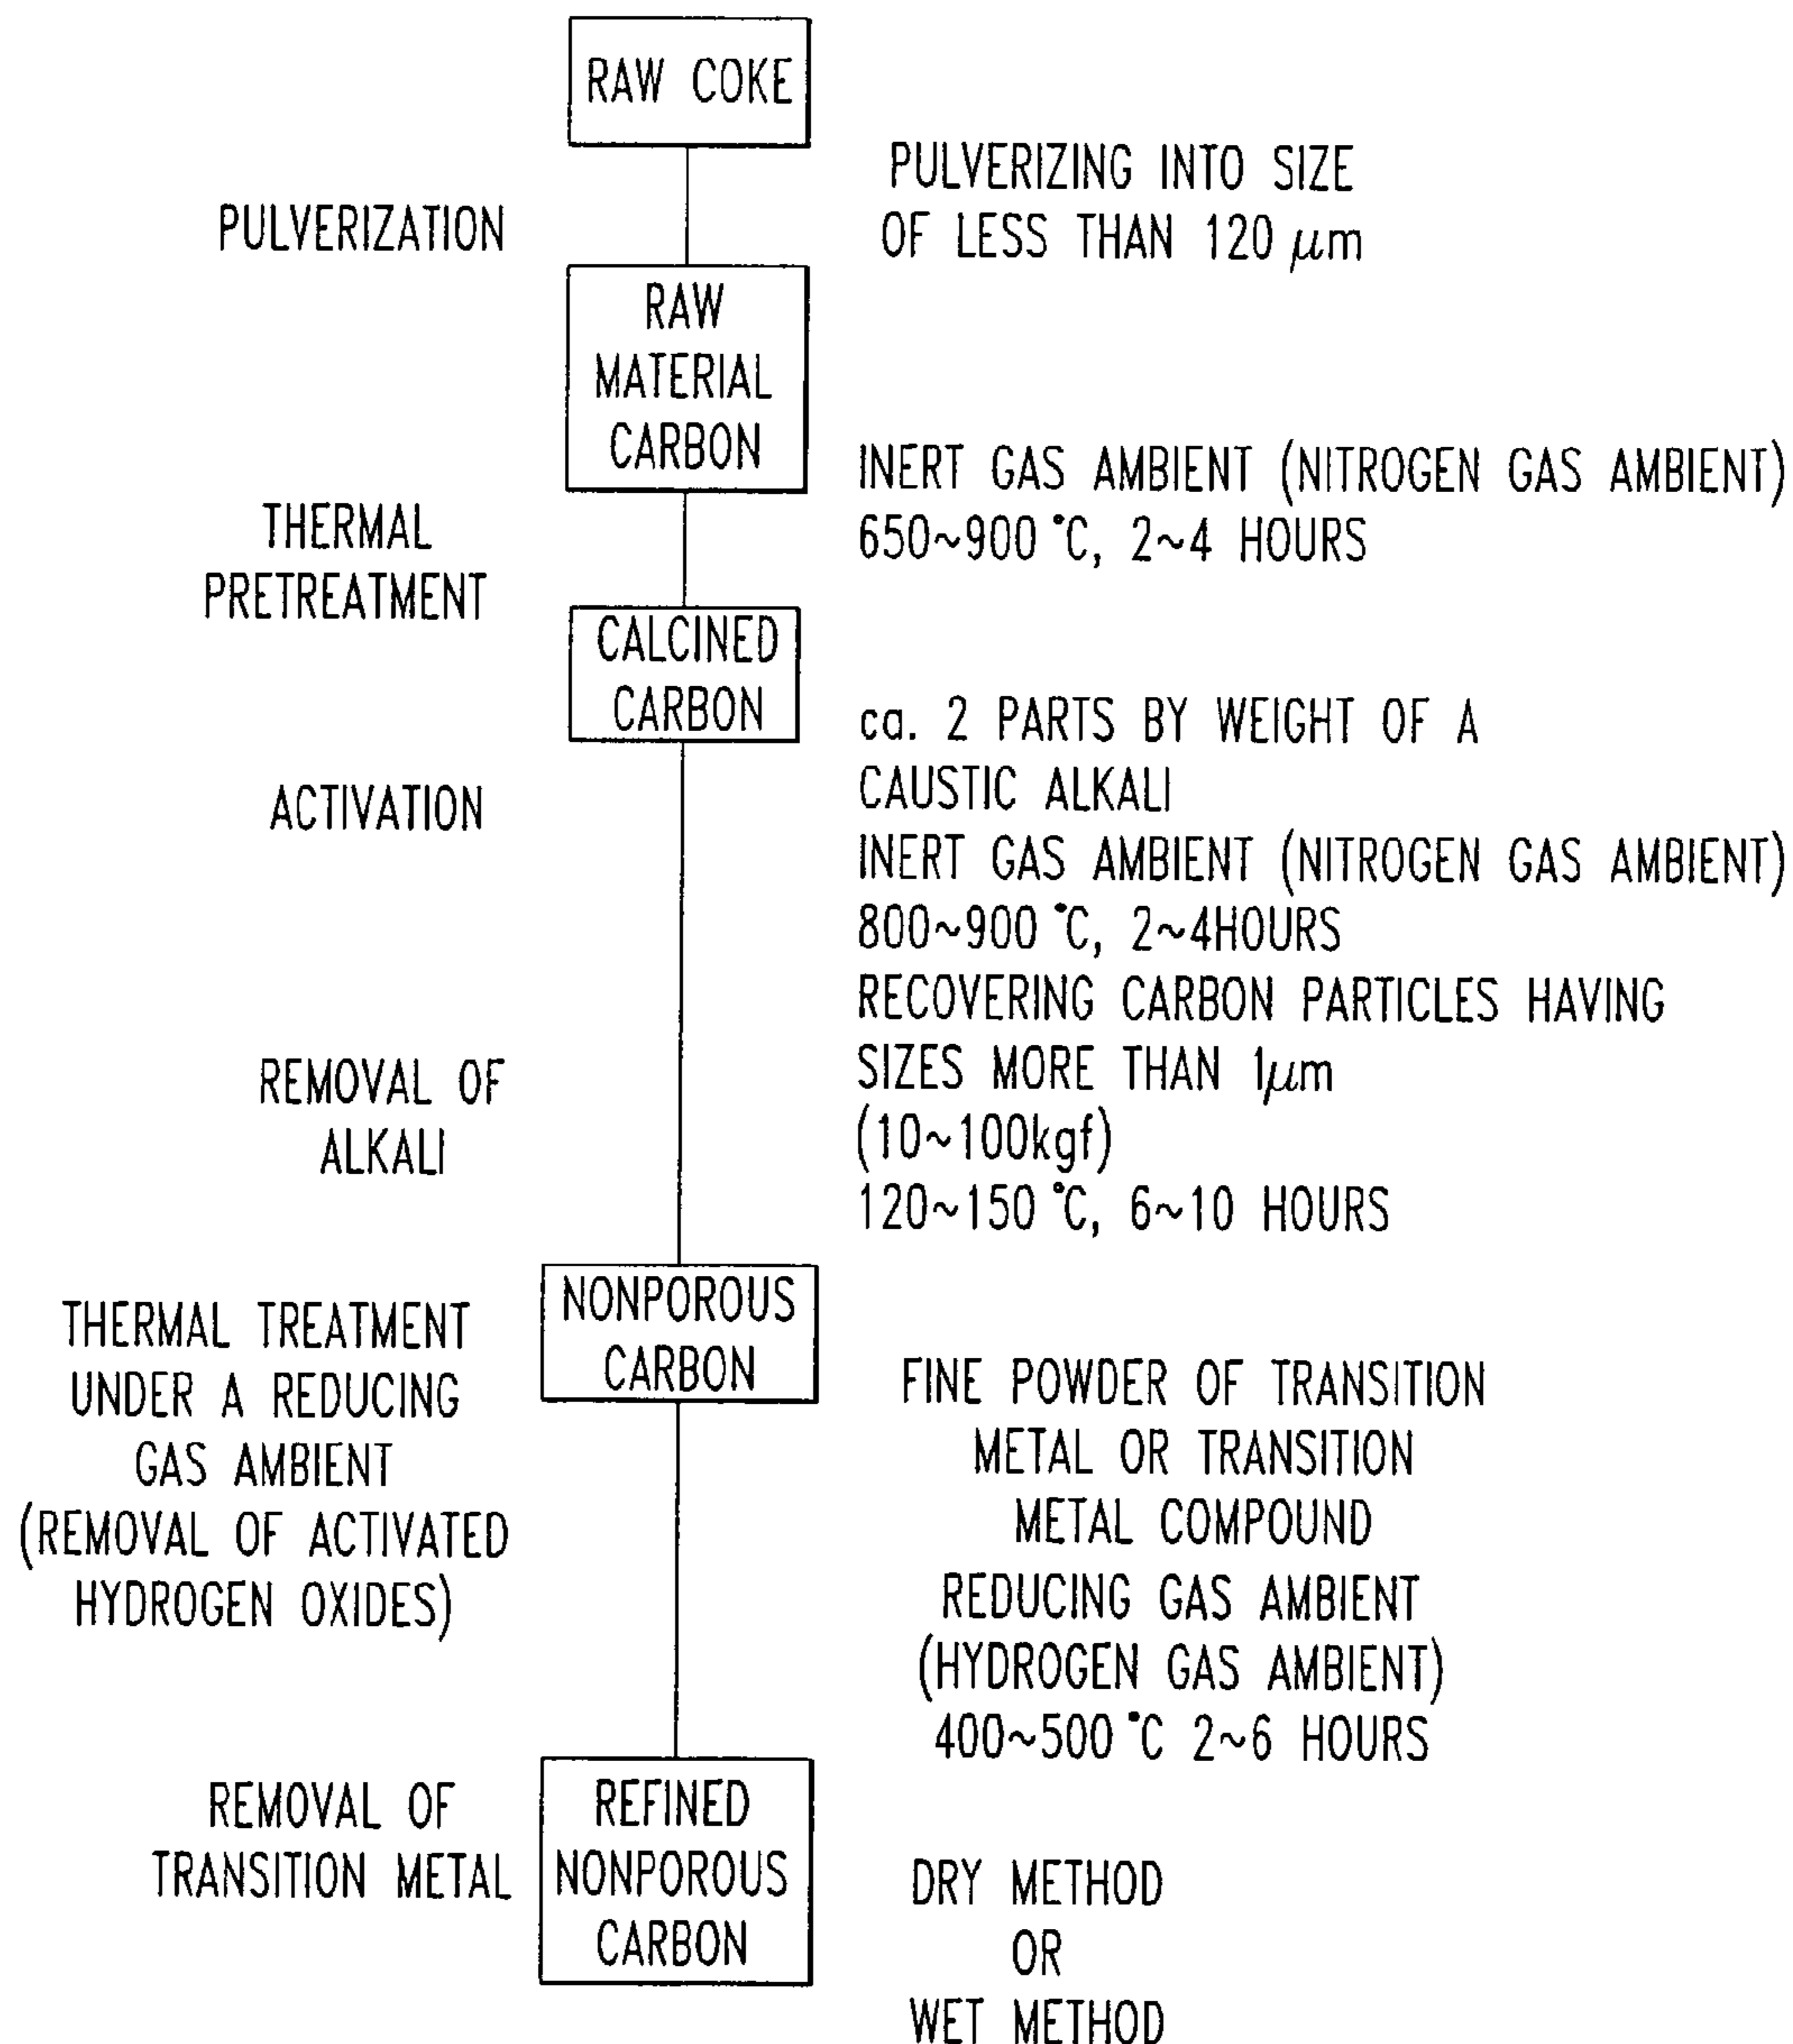 RAW COKE
PULVERIZATION
PULVERIZING INTO SIZE
OF LESS THAN 120 μm
RAW
MATERIAL
CARBON
THERMAL
PRETREATMENT
INERT GAS AMBIENT (NITROGEN GAS AMBIENT)
650~900 °C, 2~4 HOURS
CALCINED
CARBON
ACTIVATION
ca. 2 PARTS BY WEIGHT OF A
CAUSTIC ALKALI
INERT GAS AMBIENT (NITROGEN GAS AMBIENT)
800~900 °C, 2~4HOURS
REMOVAL OF
ALKALI
RECOVERING CARBON PARTICLES HAVING
SIZES MORE THAN 1μm
(10~100kgf)
120~150 °C, 6~10 HOURS
NONPOROUS
CARBON
THERMAL TREATMENT
UNDER A REDUCING
GAS AMBIENT
(REMOVAL OF ACTIVATED
HYDROGEN OXIDES)
FINE POWDER OF TRANSITION
METAL OR TRANSITION
METAL COMPOUND
REDUCING GAS AMBIENT
(HYDROGEN GAS AMBIENT)
400~500 °C 2~6 HOURS
REMOVAL OF
TRANSITION METAL
REFINED
NONPOROUS
CARBON
DRY METHOD
OR
WET METHOD